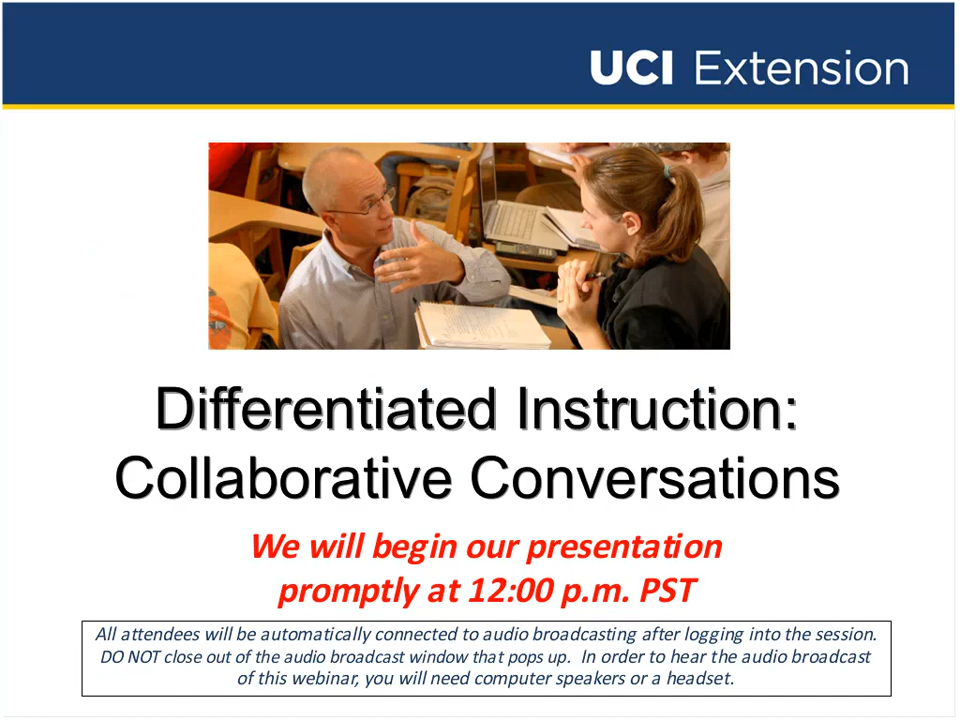 UCI Extension
Differentiated Instruction:
Collaborative Conversations
We will begin our presentation
promptly at 12:00 p.m. PST
All attendees will be automatically connected to audio broadcasting after logging into the session.
DO NOT close out of the audio broadcast window that pops up. In order to hear the audio broadcast
of this webinar, you will need computer speakers or a headset.